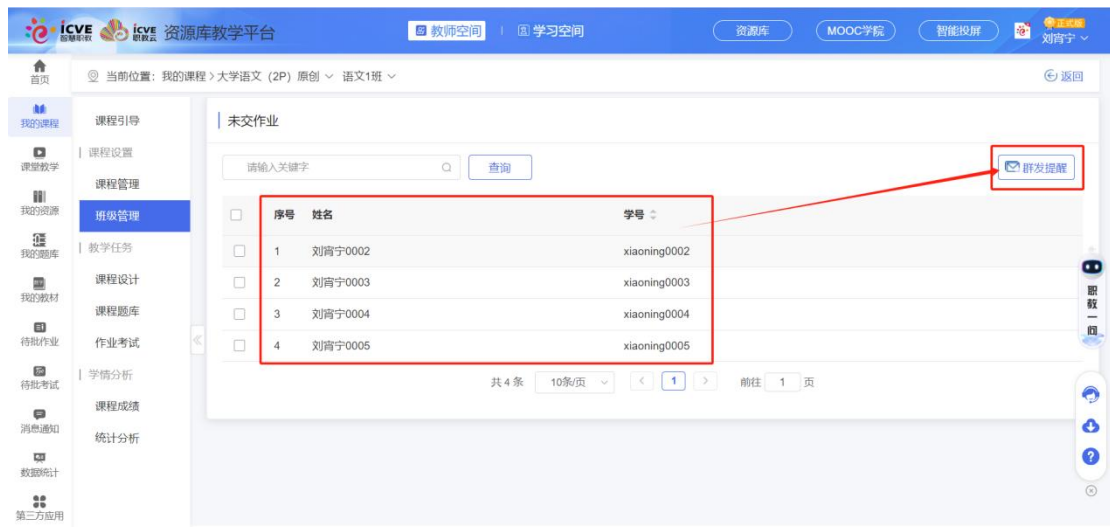 icve 智慧职教 icve 职教云 资源库教学平台 教师空间 学习空间 资源库 MOOC学院 智能投屏 正式版 刘宵宁
首页
当前位置：我的课程 > 大学语文（2P）原创 语文1班 返回
我的课程
课堂教学
我的资源
我的题库
我的教材
待批作业
待批考试
消息通知
数据统计
第三方应用
课程引导
课程设置
课程管理
班级管理
教学任务
课程设计
课程题库
作业考试
学情分析
课程成绩
统计分析
未交作业
请输入关键字 查询 群发提醒
序号 姓名 学号
1 刘宵宁0002 xiaoning0002
2 刘宵宁0003 xiaoning0003
3 刘宵宁0004 xiaoning0004
4 刘宵宁0005 xiaoning0005
共 4 条 10条/页 < 1 > 前往 1 页
职教一问